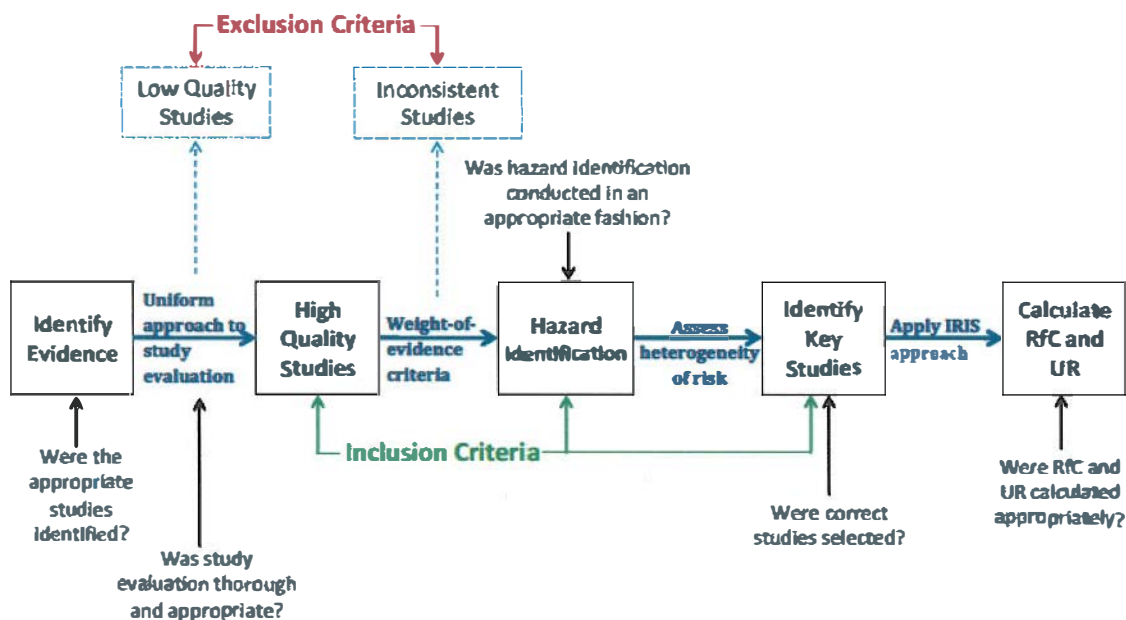 Exclusion Criteria
Low Quality
Studies
Inconsistent
Studies
Was hazard identification
conducted in an
appropriate fashion?
Identify
Evidence
Uniform
approach to
study
evaluation
High
Quality
Studies
Weight-of-
evidence
criteria
Hazard
Identification
Assess
heterogeneity
of risk
Identify
Key
Studies
Apply IRIS
approach
Calculate
RfC and
UR
Inclusion Criteria
Were the
appropriate
studies
identified?
Was study
evaluation thorough
and appropriate?
Were correct
studies selected?
Were RfC and
UR calculated
appropriately?